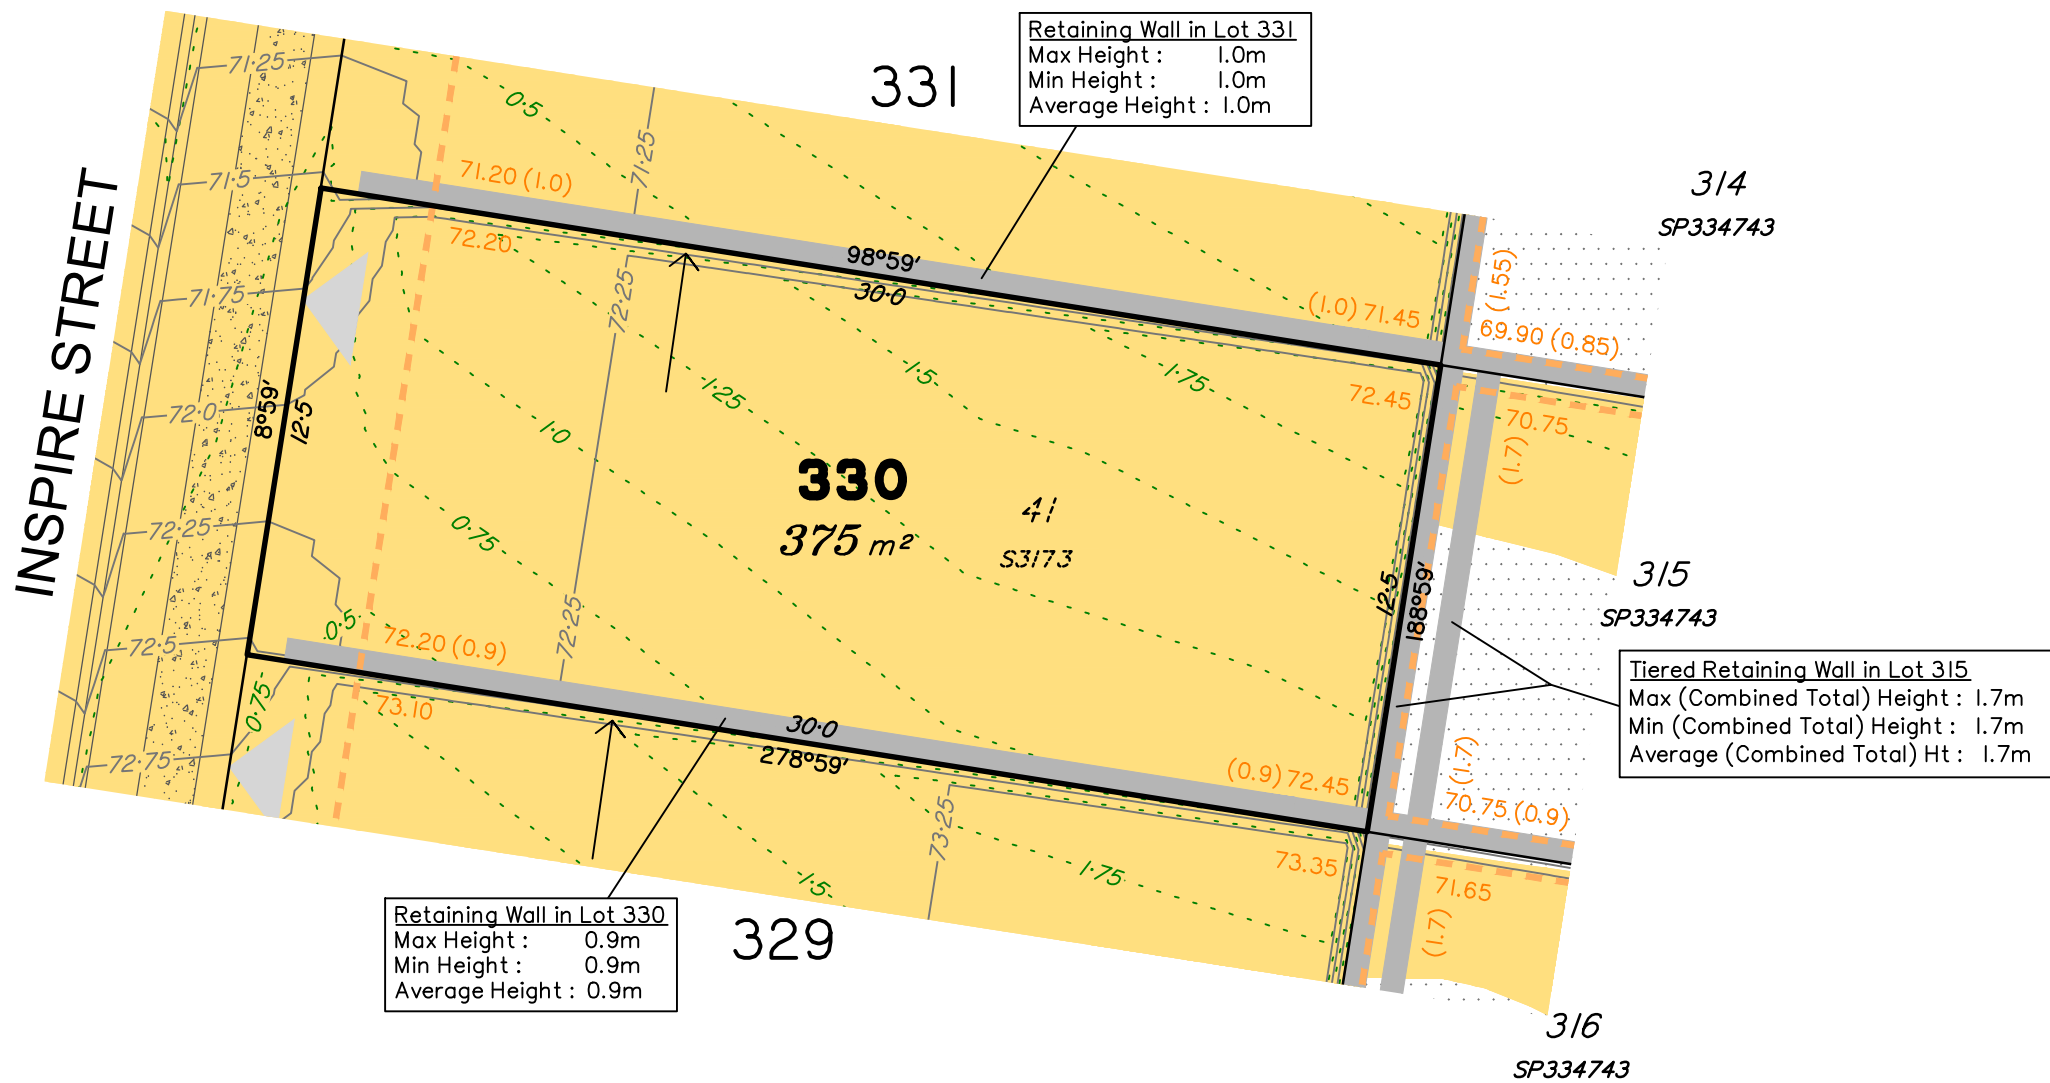 Retaining Wall in Lot 331
Max Height : 1.0m
Min Height : 1.0m
Average Height : 1.0m
331
71·25
0·5
71·25
71.20 (1.0)
71·5
314
SP334743
INSPIRE STREET
72.20
98°59′
30·0
72·25
(1.0) 71.45
(1.55)
69.90 (0.85)
71·75
1·25
1·5
1·75
72.45
70.75
(1.7)
72·0
8°59′
12·5
1·0
330
375 m²
41
S3173
72·25
0·75
12·5
188°59′
315
SP334743
72·5
0·5
72.20 (0.9)
72·25
Tiered Retaining Wall in Lot 315
Max (Combined Total) Height : 1.7m
Min (Combined Total) Height : 1.7m
Average (Combined Total) Ht : 1.7m
0·75
73.10
30·0
278°59′
(0.9) 72.45
(1.7)
70.75 (0.9)
72·75
73·25
73.35
71.65
(1.7)
1·5
1·75
329
Retaining Wall in Lot 330
Max Height : 0.9m
Min Height : 0.9m
Average Height : 0.9m
316
SP334743